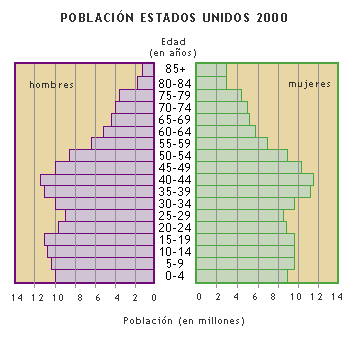 POBLACIÓN ESTADOS UNIDOS 2000
Edad
(en años)
hombres
mujeres
85+
80-84
75-79
70-74
65-69
60-64
55-59
50-54
45-49
40-44
35-39
30-34
25-29
20-24
15-19
10-14
5-9
0-4
14 12 10 8 6 4 2 0 0 2 4 6 8 10 12 14
Población (en millones)